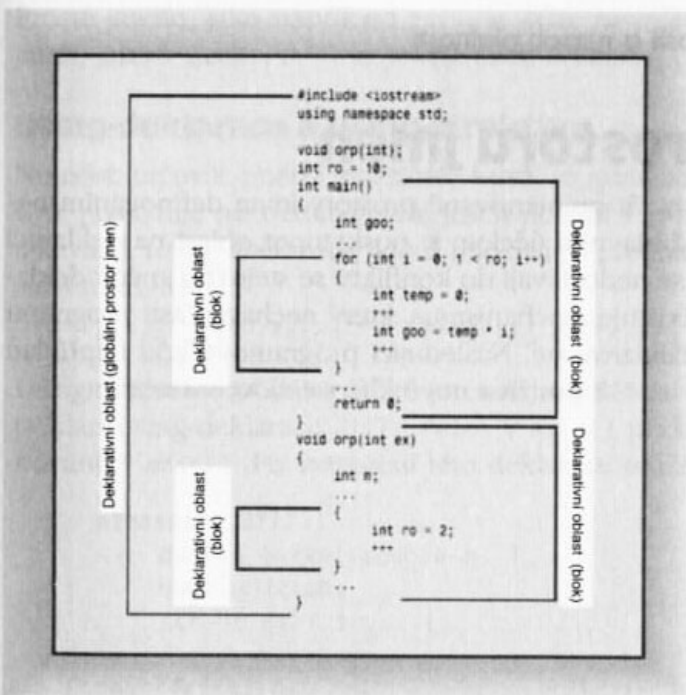 #include <iostream>
using namespace std;
void orp(int);
int ro = 10;
int main()
{
int goo;
...
for (int i = 0; i < ro; i++)
int temp = 0;
...
int goo = temp * i;
...
}
...
return 0;
}
void orp(int ex)
{
int m;
...
{
int ro = 2;
...
}
...
}
Deklarativní oblast (globální prostor jmen)
Deklarativní oblast
(blok)
Deklarativní oblast
(blok)
Deklarativní oblast (blok)
Deklarativní oblast (blok)